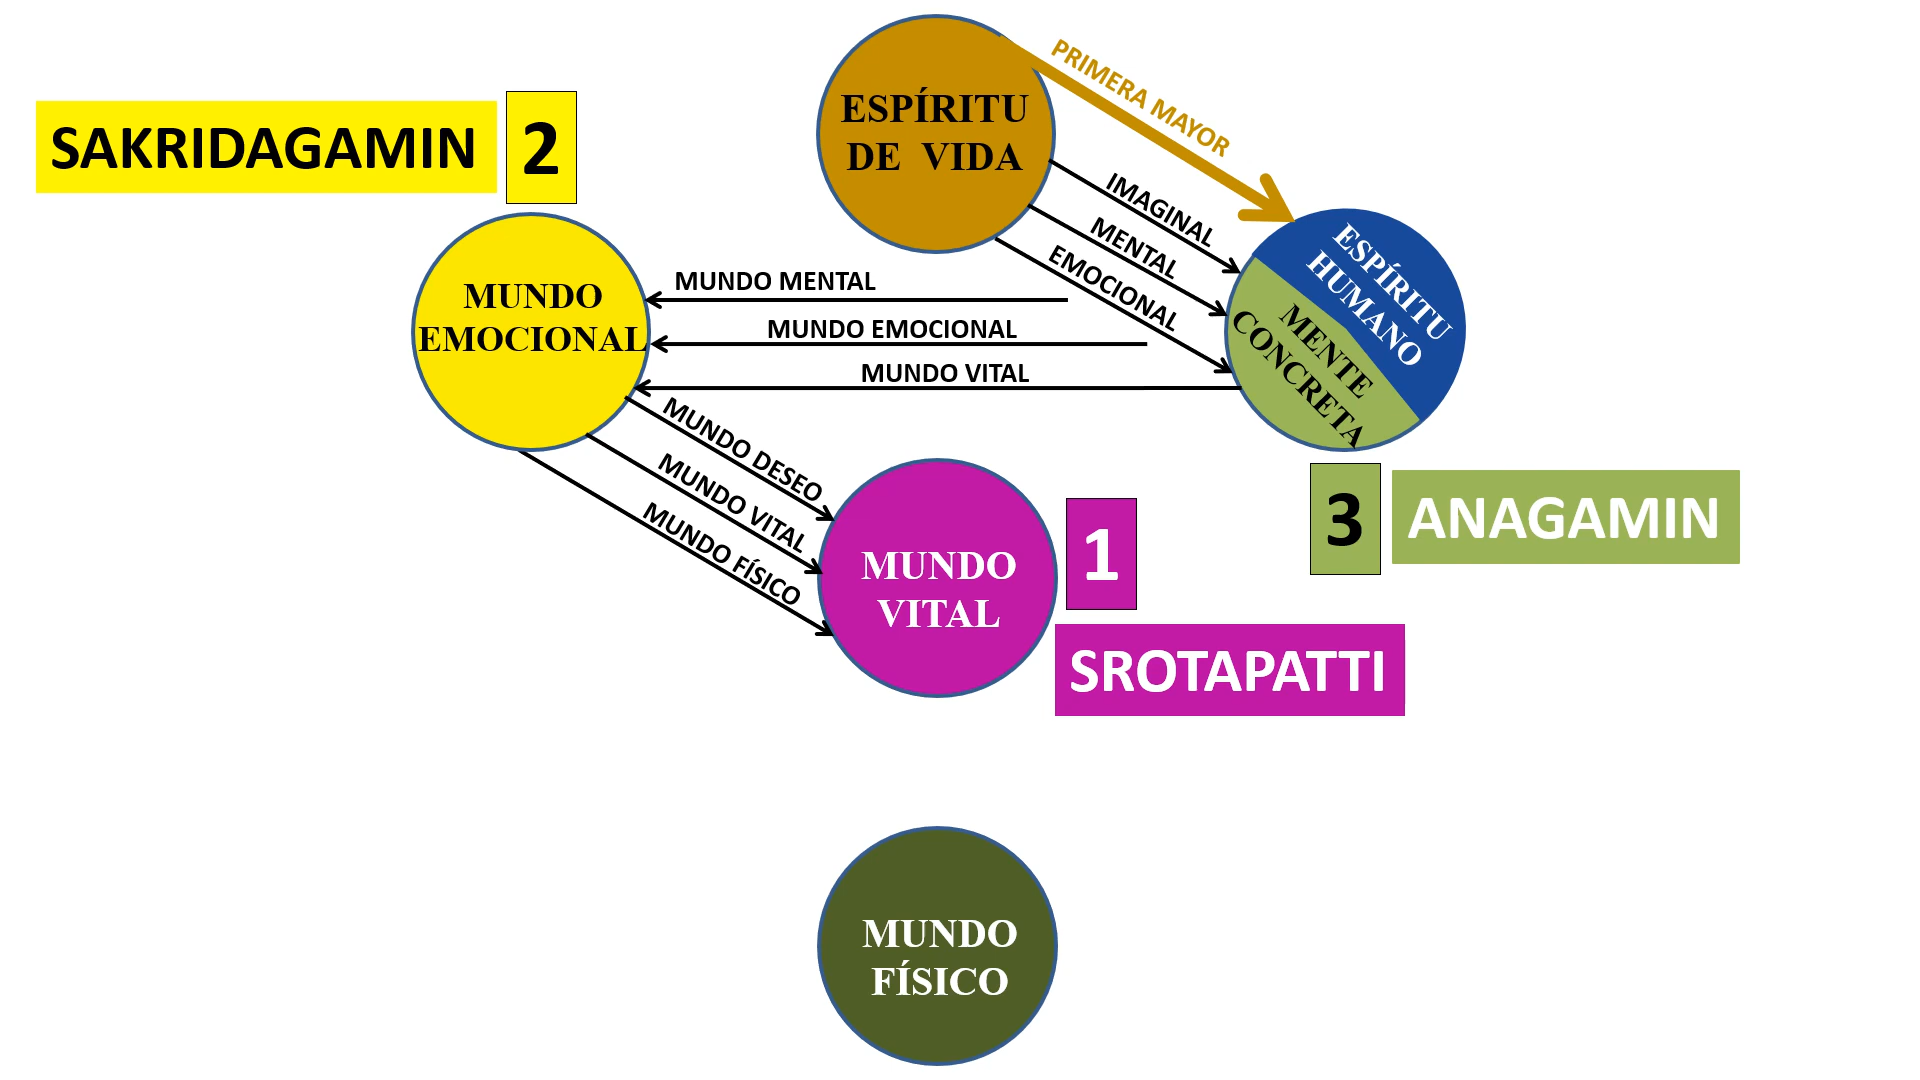 PRIMERA MAYOR
ESPÍRITU
DE VIDA
SAKRIDAGAMIN
2
IMAGINAL
MENTAL
EMOCIONAL
ESPÍRITU
HUMANO
MENTE
CONCRETA
MUNDO
EMOCIONAL
MUNDO MENTAL
MUNDO EMOCIONAL
MUNDO VITAL
MUNDO DESEO
MUNDO VITAL
MUNDO FÍSICO
3
ANAGAMIN
MUNDO
VITAL
1
SROTAPATTI
MUNDO
FÍSICO